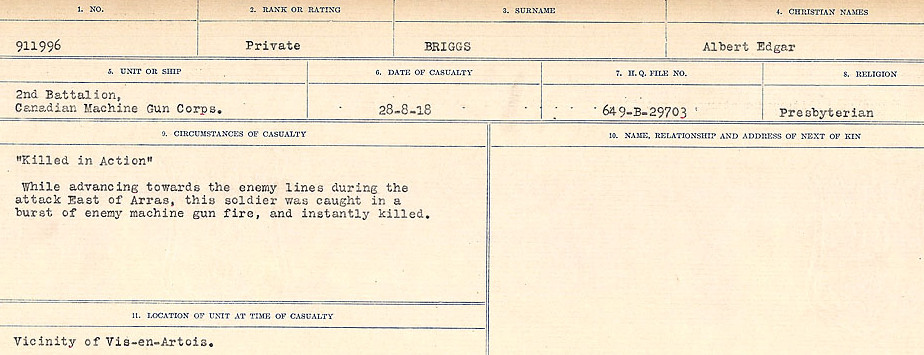 1. NO. 2. RANK OR RATING 3. SURNAME 4. CHRISTIAN NAMES
911996 Private BRIGGS Albert Edgar
5. UNIT OR SHIP 6. DATE OF CASUALTY 7. H. Q. FILE NO. 8. RELIGION
2nd Battalion,
Canadian Machine Gun Corps. 28-8-18 649-B-29703 Presbyterian
9. CIRCUMSTANCES OF CASUALTY 10. NAME, RELATIONSHIP AND ADDRESS OF NEXT OF KIN
"Killed in Action"
While advancing towards the enemy lines during the
attack East of Arras, this soldier was caught in a
burst of enemy machine gun fire, and instantly killed.
11. LOCATION OF UNIT AT TIME OF CASUALTY
Vicinity of Vis-en-Artois.